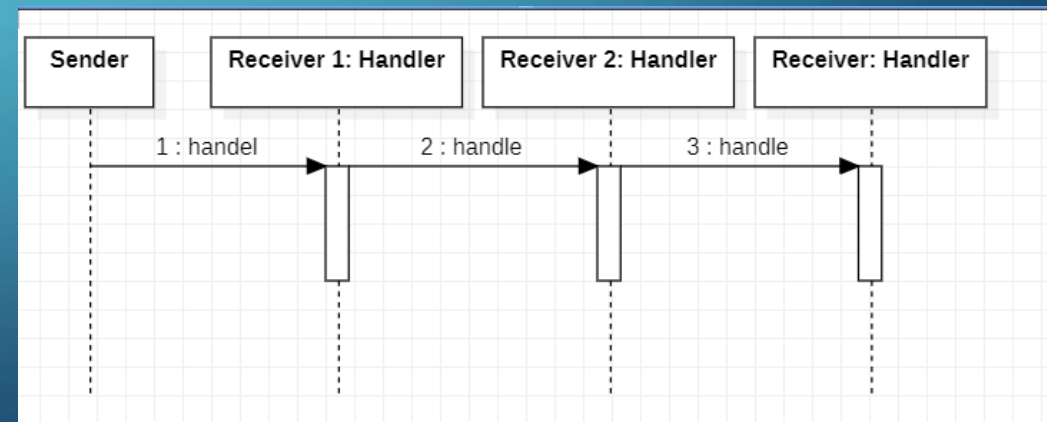 Sender
Receiver 1: Handler
Receiver 2: Handler
Receiver: Handler
1 : handel
2 : handle
3 : handle